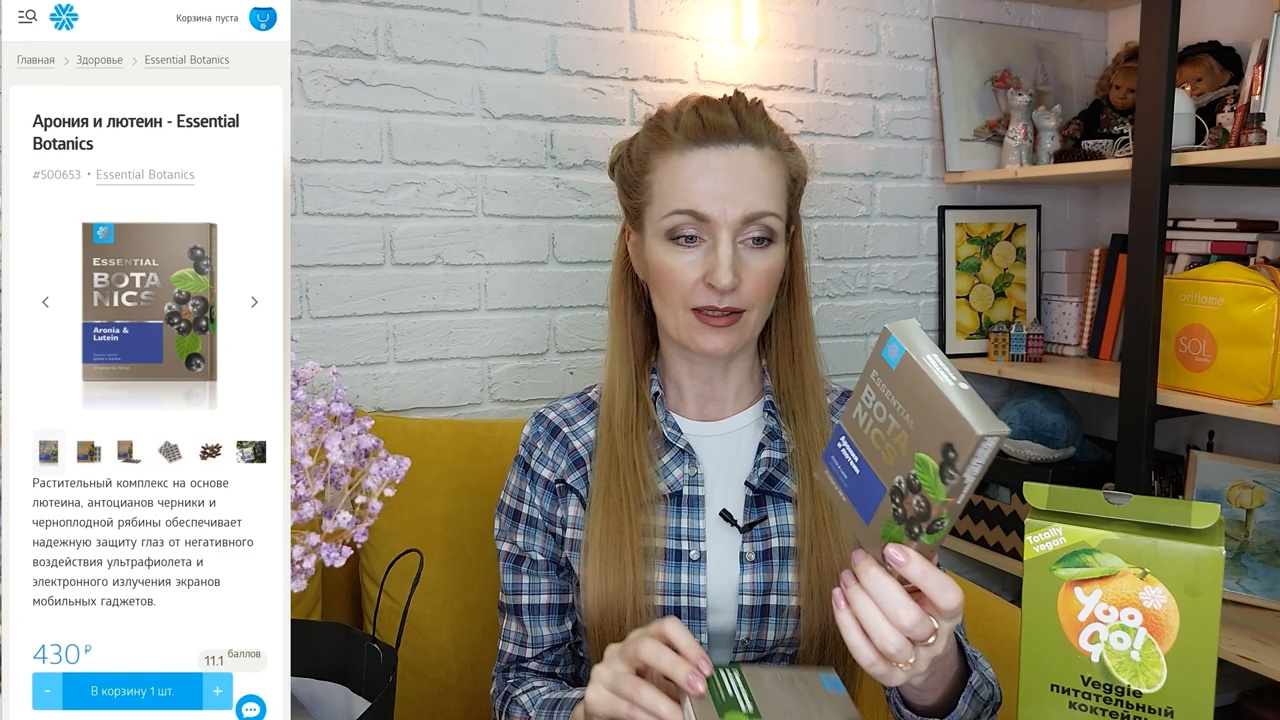 Корзина пуста
Главная > Здоровье > Essential Botanics
Арония и лютеин - Essential
Botanics
#500653 • Essential Botanics
ESSENTIAL
BOTA
NICS
Aronia &
Lutein
Растительный комплекс на основе
лютеина, антоцианов черники и
черноплодной рябины обеспечивает
надежную защиту глаз от негативного
воздействия ультрафиолета и
электронного излучения экранов
мобильных гаджетов.
430 ₽
11.1 баллов
- В корзину 1 шт. +
ESSENTIAL
BOTA
NICS
Арония
и лютеин
oriflame
SOL
Totally
vegan
Yoo
Go!
Veggie
питательный
коктейль